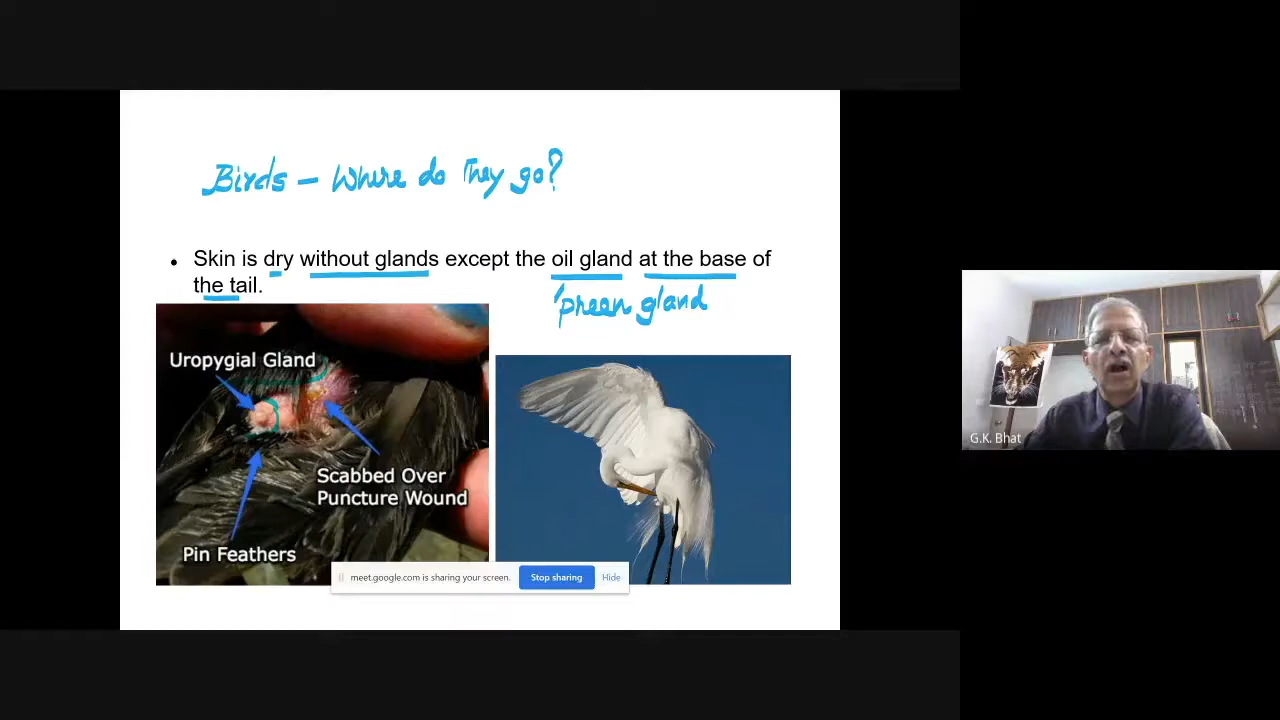 Birds – Where do they go?
• Skin is dry without glands except the oil gland at the base of
the tail.
'preen gland
Uropygial Gland
Scabbed Over
Puncture Wound
Pin Feathers
meet.google.com is sharing your screen. Stop sharing Hide
G.K. Bhat